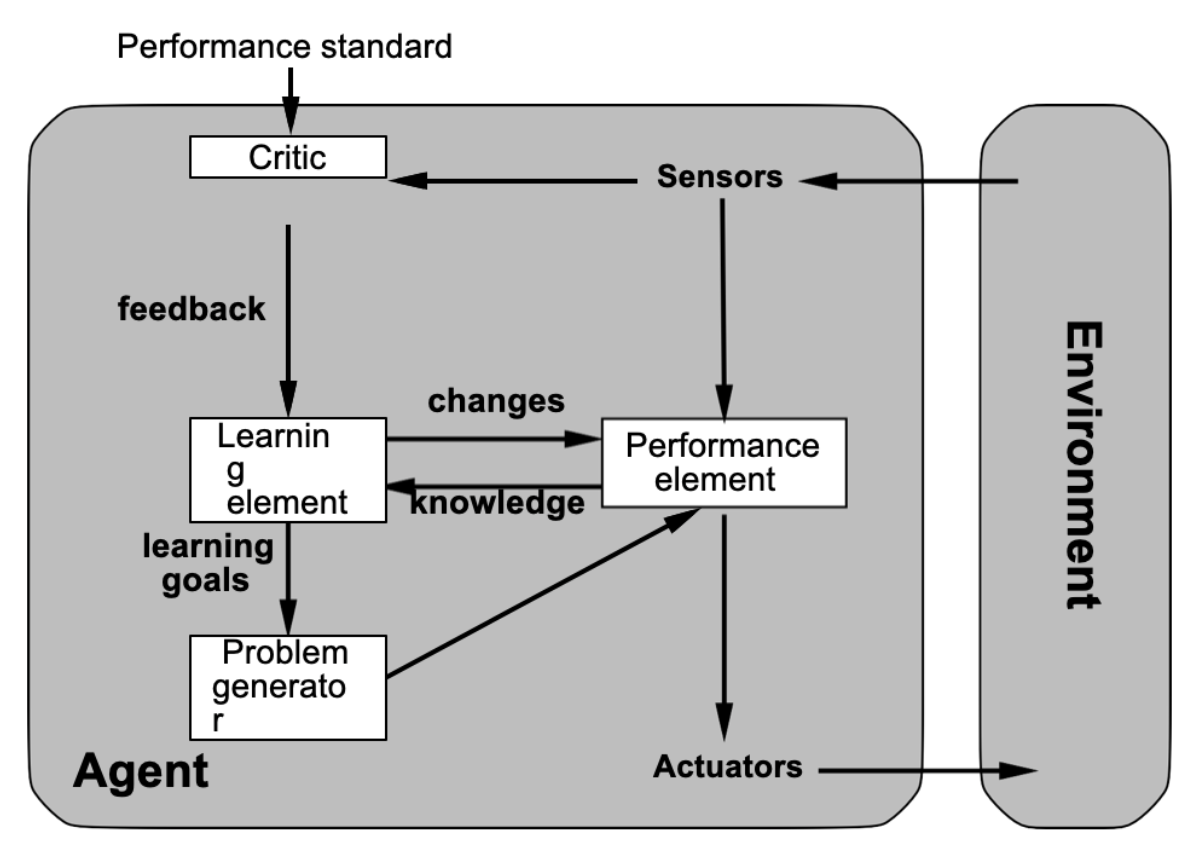 Performance standard
Critic
Sensors
feedback
changes
Learnin
g
element
Performance
element
knowledge
learning
goals
Problem
generato
r
Agent
Actuators
Environment